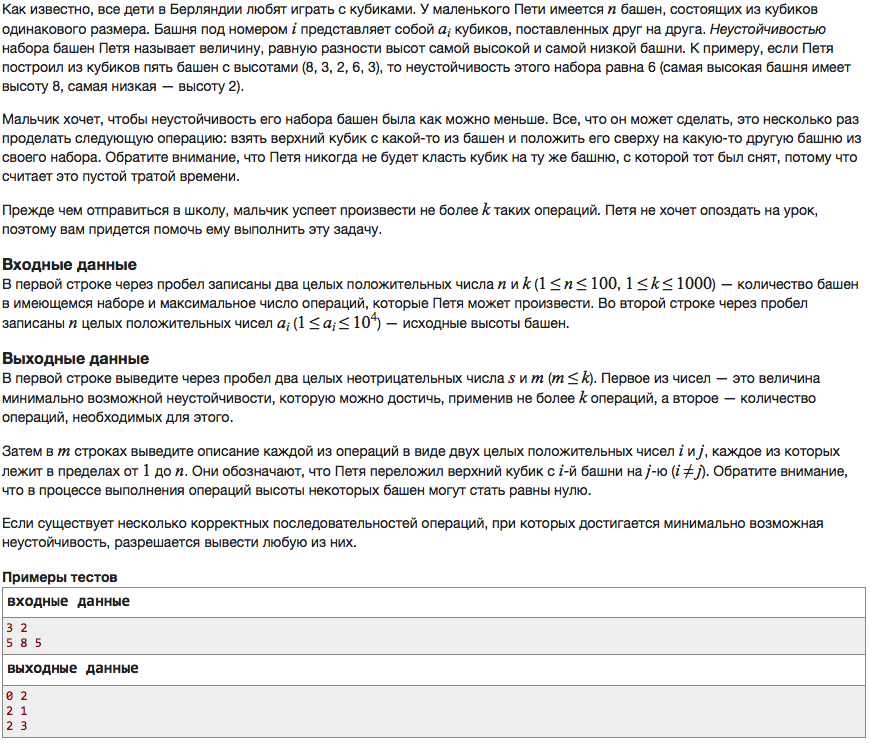 Как известно, все дети в Берляндии любят играть с кубиками. У маленького Пети имеется n башен, состоящих из кубиков
одинакового размера. Башня под номером i представляет собой aᵢ кубиков, поставленных друг на друга. Неустойчивостью
набора башен Петя называет величину, равную разности высот самой высокой и самой низкой башни. К примеру, если Петя
построил из кубиков пять башен с высотами (8, 3, 2, 6, 3), то неустойчивость этого набора равна 6 (самая высокая башня имеет
высоту 8, самая низкая — высоту 2).
Мальчик хочет, чтобы неустойчивость его набора башен была как можно меньше. Все, что он может сделать, это несколько раз
проделать следующую операцию: взять верхний кубик с какой-то из башен и положить его сверху на какую-то другую башню из
своего набора. Обратите внимание, что Петя никогда не будет класть кубик на ту же башню, с которой тот был снят, потому что
считает это пустой тратой времени.
Прежде чем отправиться в школу, мальчик успеет произвести не более k таких операций. Петя не хочет опоздать на урок,
поэтому вам придется помочь ему выполнить эту задачу.
Входные данные
В первой строке через пробел записаны два целых положительных числа n и k (1 ≤ n ≤ 100, 1 ≤ k ≤ 1000) — количество башен
в имеющемся наборе и максимальное число операций, которые Петя может произвести. Во второй строке через пробел
записаны n целых положительных чисел aᵢ (1 ≤ aᵢ ≤ 10⁴) — исходные высоты башен.
Выходные данные
В первой строке выведите через пробел два целых неотрицательных числа s и m (m ≤ k). Первое из чисел — это величина
минимально возможной неустойчивости, которую можно достичь, применив не более k операций, а второе — количество
операций, необходимых для этого.
Затем в m строках выведите описание каждой из операций в виде двух целых положительных чисел i и j, каждое из которых
лежит в пределах от 1 до n. Они обозначают, что Петя переложил верхний кубик с i-й башни на j-ю (i ≠ j). Обратите внимание,
что в процессе выполнения операций высоты некоторых башен могут стать равны нулю.
Если существует несколько корректных последовательностей операций, при которых достигается минимально возможная
неустойчивость, разрешается вывести любую из них.
Примеры тестов
входные данные
3 2
5 8 5
выходные данные
0 2
2 1
2 3